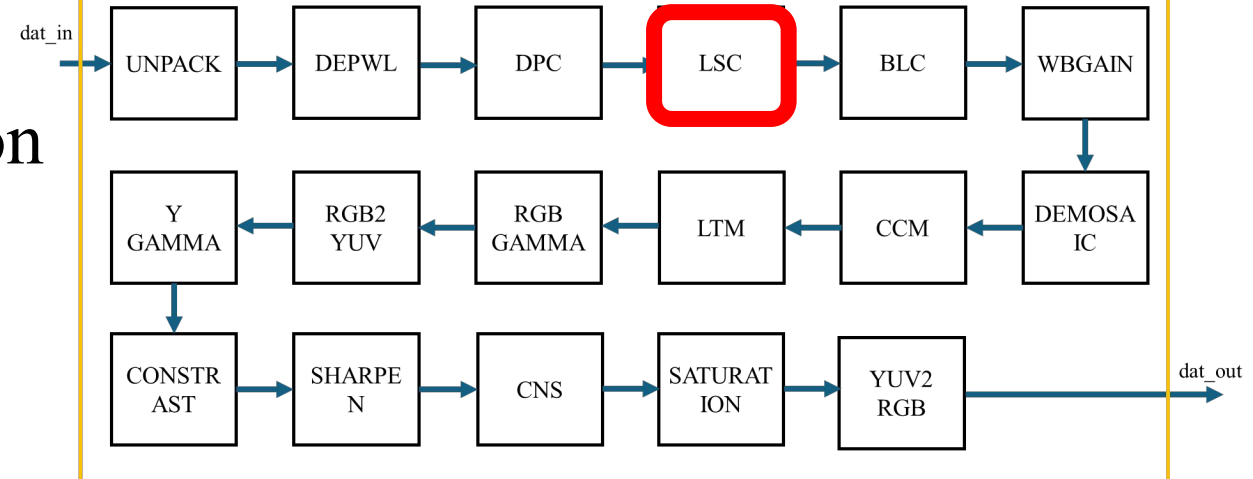 dat_in
UNPACK
DEPWL
DPC
LSC
BLC
WBGAIN
on
Y
GAMMA
RGB2
YUV
RGB
GAMMA
LTM
CCM
DEMOSA
IC
CONSTR
AST
SHARPE
N
CNS
SATURAT
ION
YUV2
RGB
dat_out